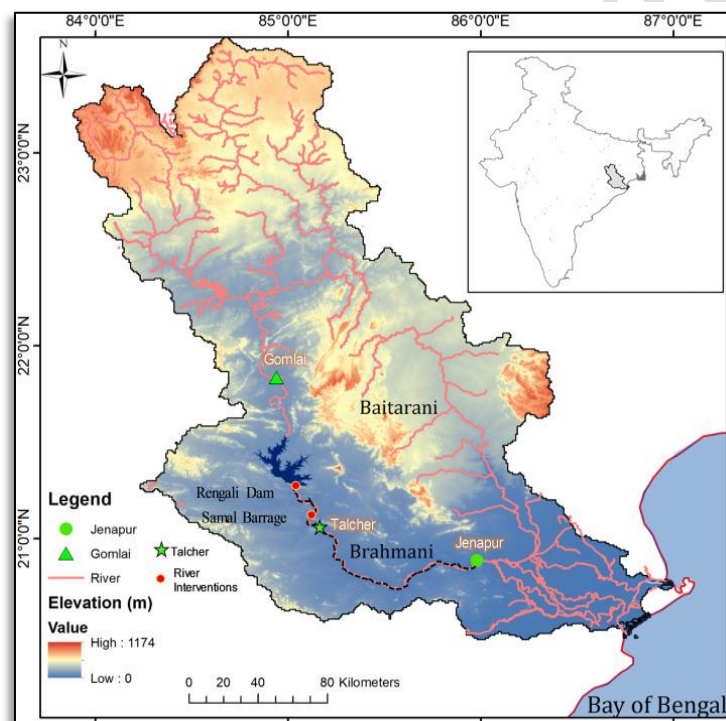 84°0'0"E 85°0'0"E 86°0'0"E 87°0'0"E
N
23°0'0"N
22°0'0"N
21°0'0"N
Gomlai
Baitarani
Rengali Dam
Samal Barrage
Talcher
Brahmani
Jenapur
Legend
Jenapur
Gomlai
Talcher
River
River
Interventions
Elevation (m)
Value
High : 1174
Low : 0
0 20 40 80 Kilometers
Bay of Bengal